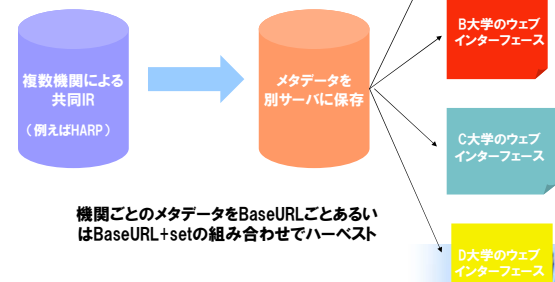 複数機関による
共同IR
（例えばHARP）
メタデータを
別サーバに保存
B大学のウェブ
インターフェース
C大学のウェブ
インターフェース
D大学のウェブ
インターフェース
機関ごとのメタデータをBaseURLごとあるい
はBaseURL+setの組み合わせでハーベスト